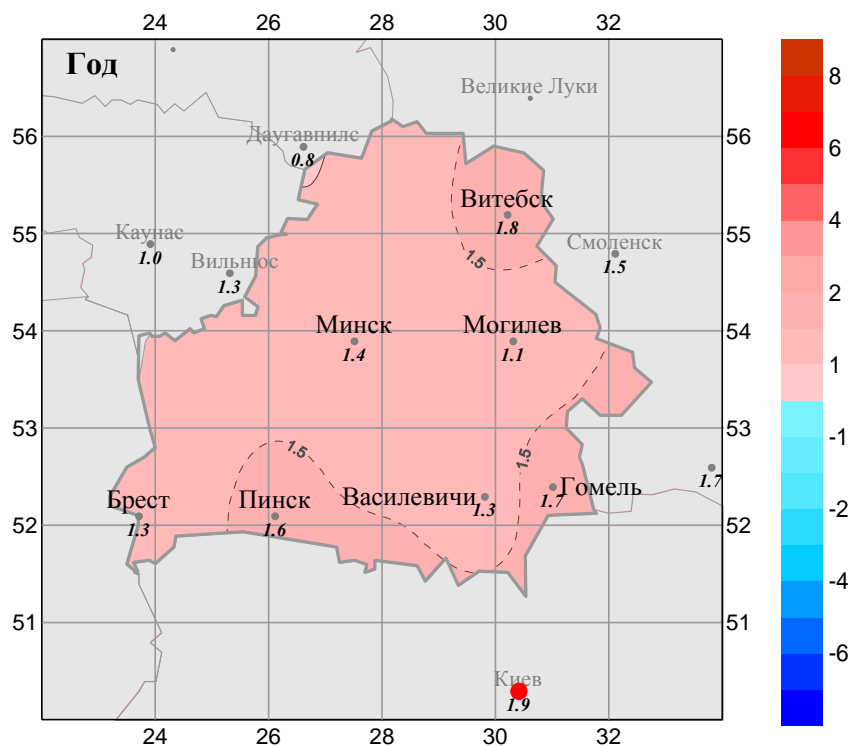 24 26 28 30 32
Год
8
Великие Луки
56 Даугавпилс 56
0.8
6
Витебск
1.8
Каунас
1.0
55 55
Смоленск
1.5
4
Вильнюс
1.3
1.5
2
Минск
1.4
Могилев
1.1
54 54
1
53 53
-1
1.5
1.5
1.7
Брест
1.3
Пинск
1.6
Василевичи
1.3
Гомель
1.7
52 52
-2
-4
51 51
-6
Киев
1.9
24 26 28 30 32